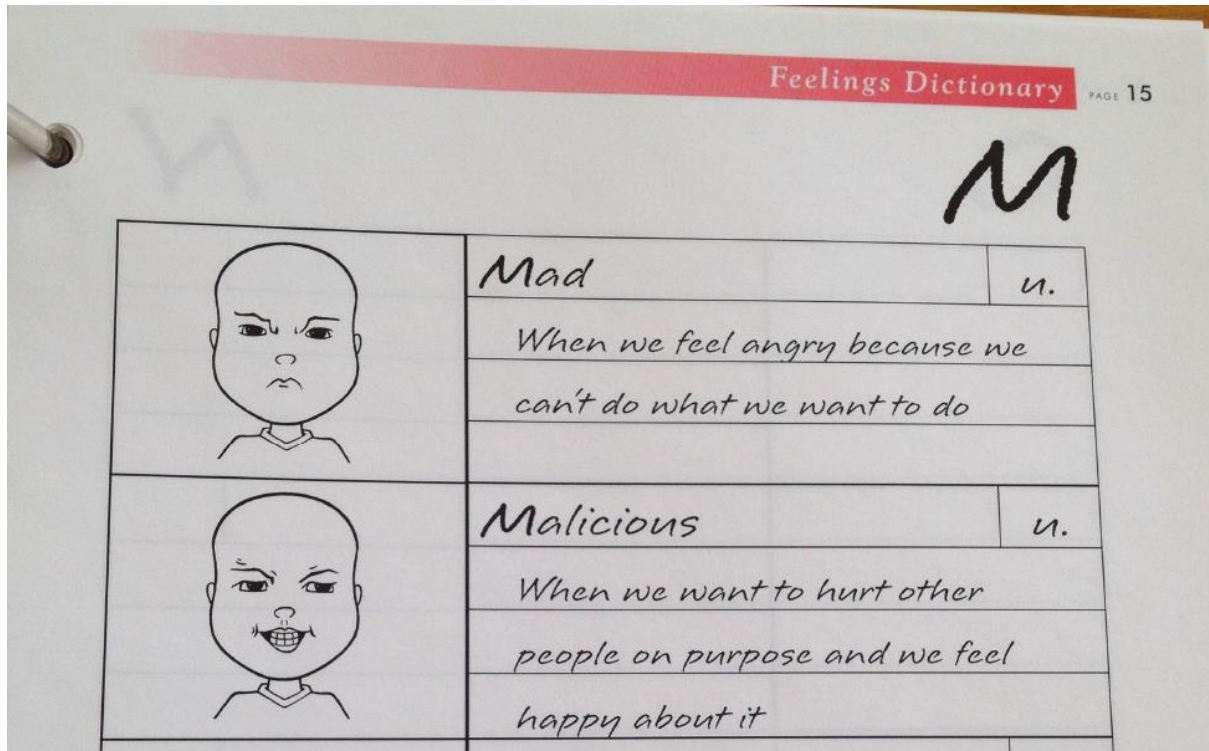 Feelings Dictionary PAGE 15
M
Mad n.
When we feel angry because we
can't do what we want to do
Malicious n.
When we want to hurt other
people on purpose and we feel
happy about it